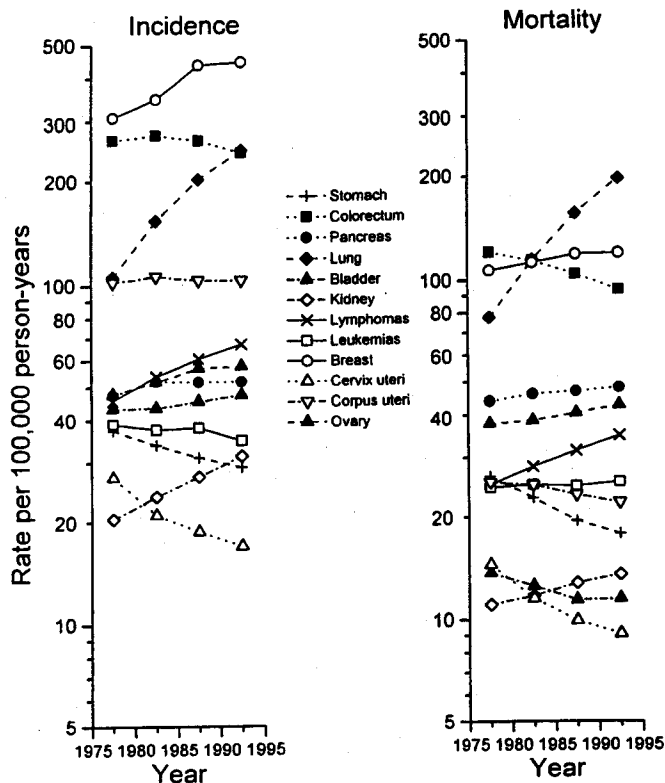 Incidence
Mortality
Rate per 100,000 person-years
500
300
200
100
80
60
40
20
10
5
1975 1980 1985 1990 1995
Year
Stomach
Colorectum
Pancreas
Lung
Bladder
Kidney
Lymphomas
Leukemias
Breast
Cervix uteri
Corpus uteri
Ovary
500
200
100
80
40
20
10
5
1975 1980 1985 1990 1995
Year